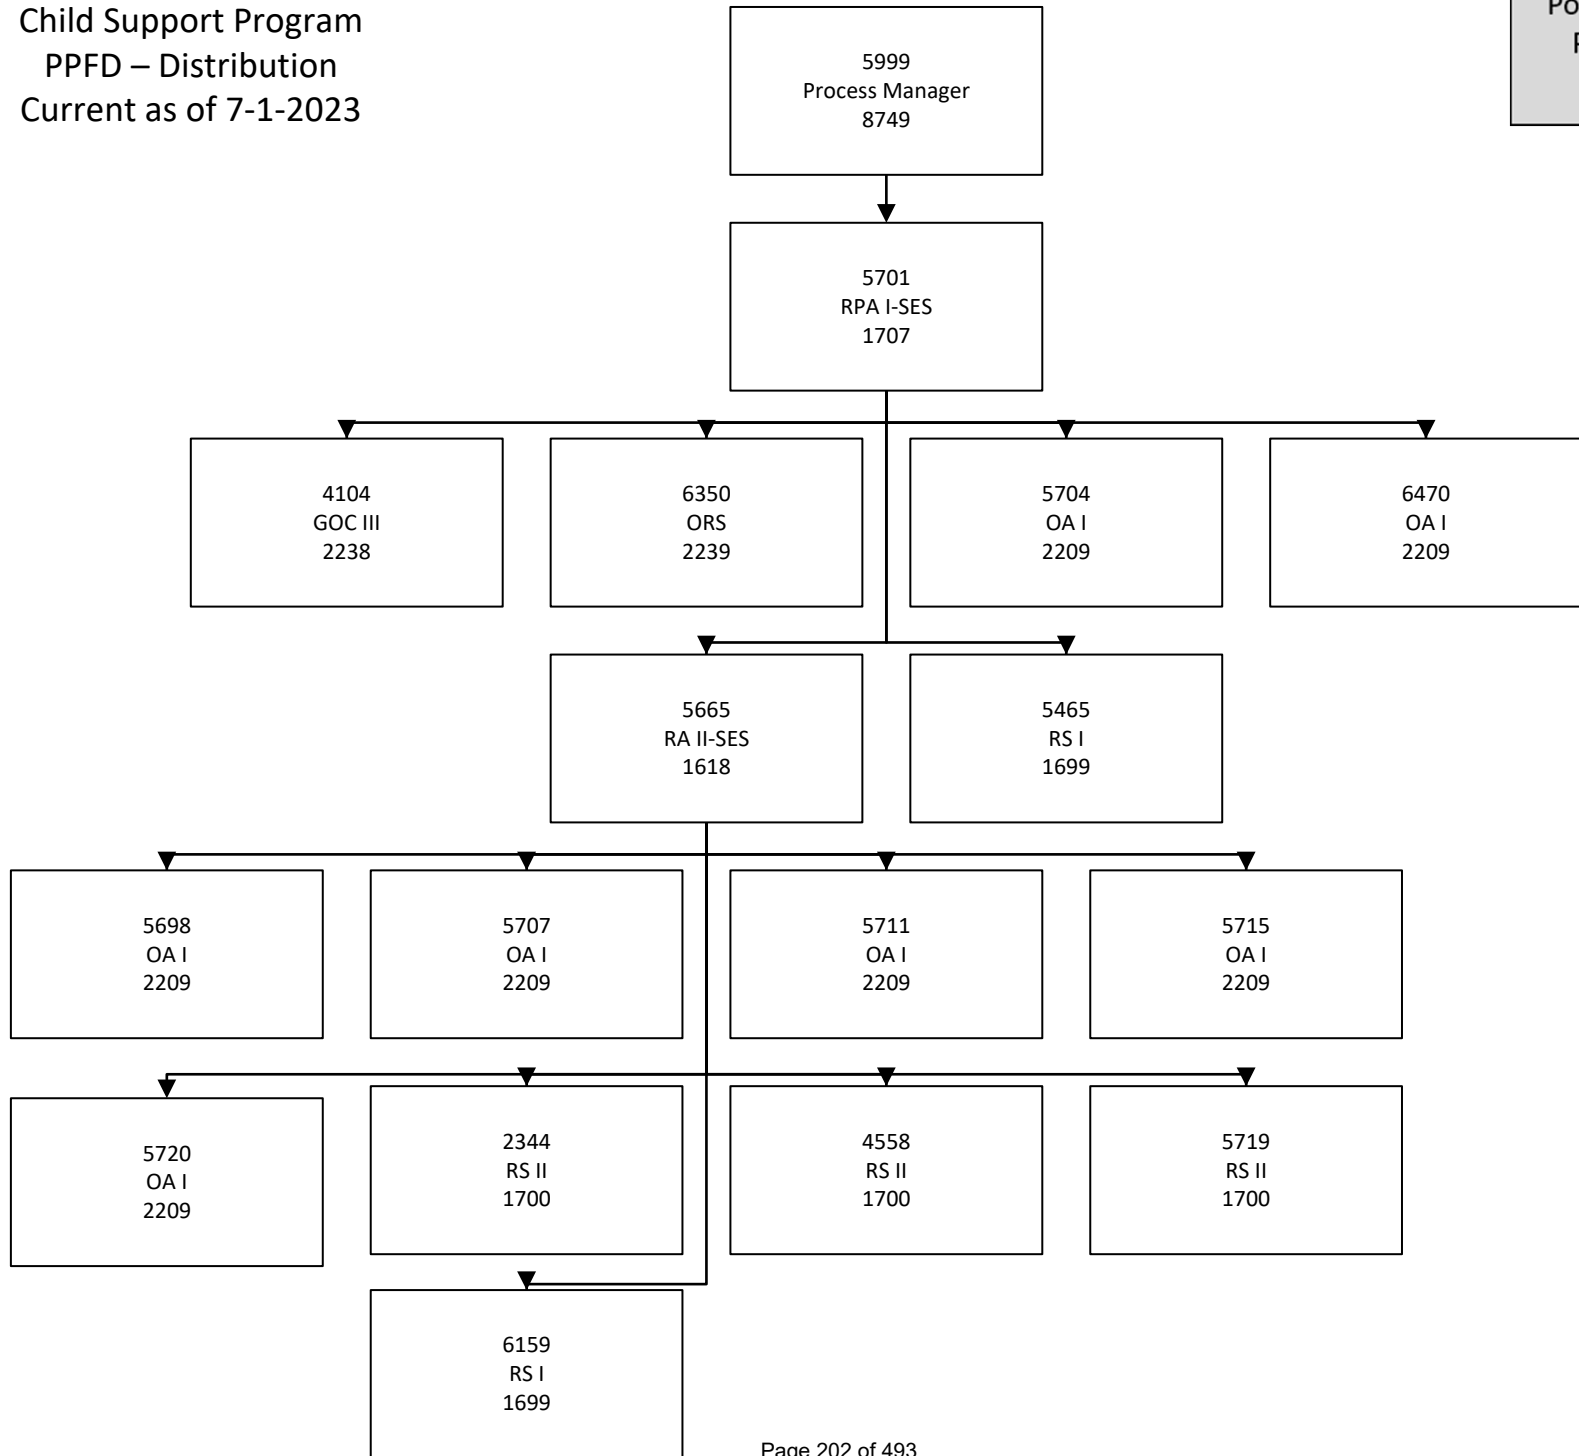 Child Support Program
PPFD – Distribution
Current as of 7-1-2023
5999
Process Manager
8749
5701
RPA I-SES
1707
4104
GOC III
2238
6350
ORS
2239
5704
OA I
2209
6470
OA I
2209
5665
RA II-SES
1618
5465
RS I
1699
5698
OA I
2209
5707
OA I
2209
5711
OA I
2209
5715
OA I
2209
5720
OA I
2209
2344
RS II
1700
4558
RS II
1700
5719
RS II
1700
6159
RS I
1699
Page 202 of 493